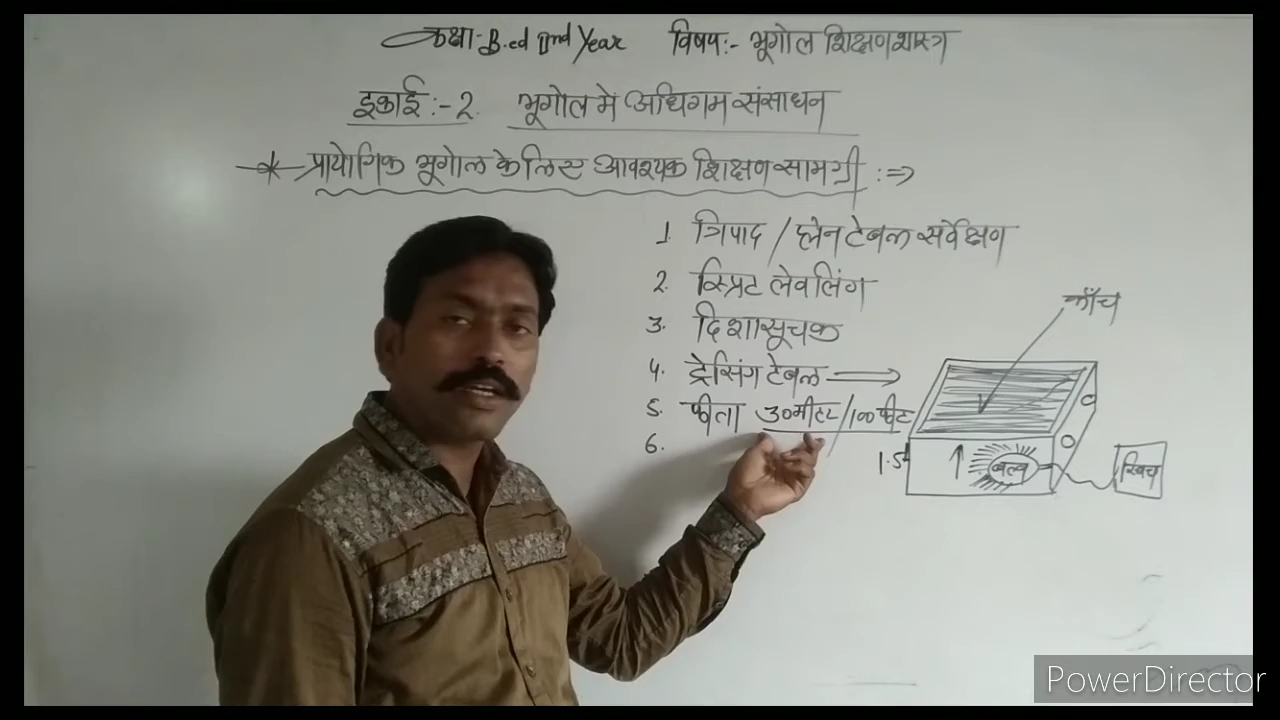 कक्षा- B.ed IInd Year विषय:- भूगोल शिक्षणशास्त्र
इकाई:- 2. भूगोल मे अधिगम संसाधन
* प्रायोगिक भूगोल के लिए आवश्यक शिक्षण सामग्री :⇒
1. त्रिपाद / प्लेन टेबल सर्वेक्षण
2. स्प्रिट लेवलिंग
3. दिशासूचक
4. ट्रेसिंग टेबल →
5. फीता 30मीटर/100फीट
6.
काँच
1.5
बल्ब
स्विच
PowerDirector